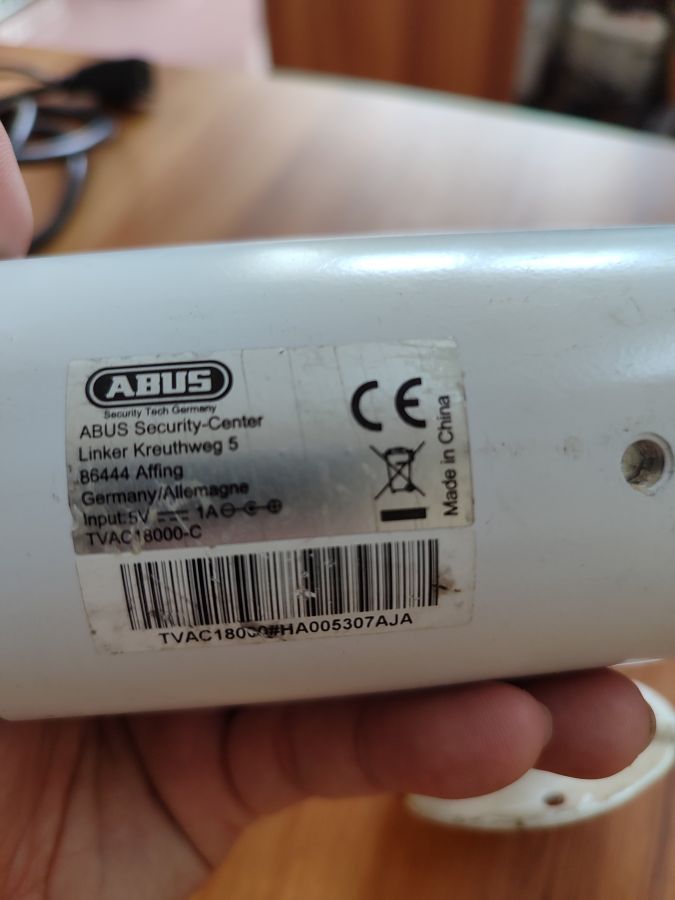 ABUS
Security Tech Germany
ABUS Security-Center
Linker Kreuthweg 5
86444 Affing
Germany/Allemagne
Input:5V ⎓ 1A
TVAC18000-C
CE
Made in China
TVAC18000#HA005307AJA